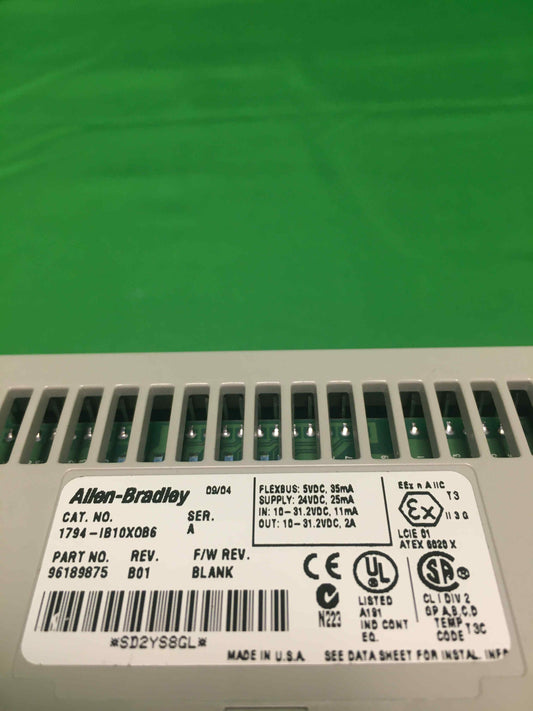 Allen-Bradley 09/04
CAT. NO. SER.
1794-IB10XOB6 A
PART NO. REV. F/W REV.
96189875 B01 BLANK
*SD2YS8GL*
FLEXBUS: 5VDC, 35mA
SUPPLY: 24VDC, 25mA
IN: 10-31.2VDC, 11mA
OUT: 10-31.2VDC, 2A
EEx n A IIC
T3
Ex
II 3 G
LCIE 01
ATEX 6020 X
CE
N223
UL
LISTED
A191
IND CONT
EQ.
SA
CL I DIV 2
GP A,B,C,D
TEMP
CODE T3C
MADE IN U.S.A. SEE DATA SHEET FOR INSTAL. INFO